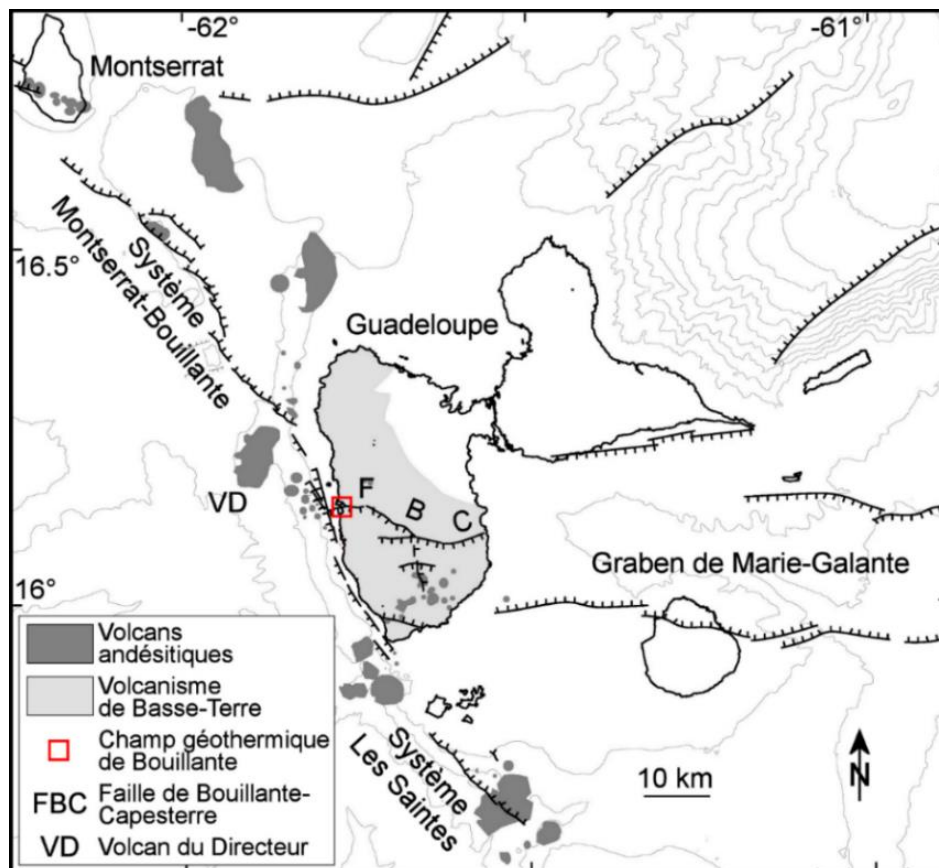 -62°
-61°
Montserrat
16.5°
Système
Montserrat-Bouillante
Guadeloupe
VD
F
B
C
Graben de Marie-Galante
16°
Volcans
andésitiques
Volcanisme
de Basse-Terre
Champ géothermique
de Bouillante
FBC Faille de Bouillante-
Capesterre
VD Volcan du Directeur
Système
Les Saintes
10 km
N